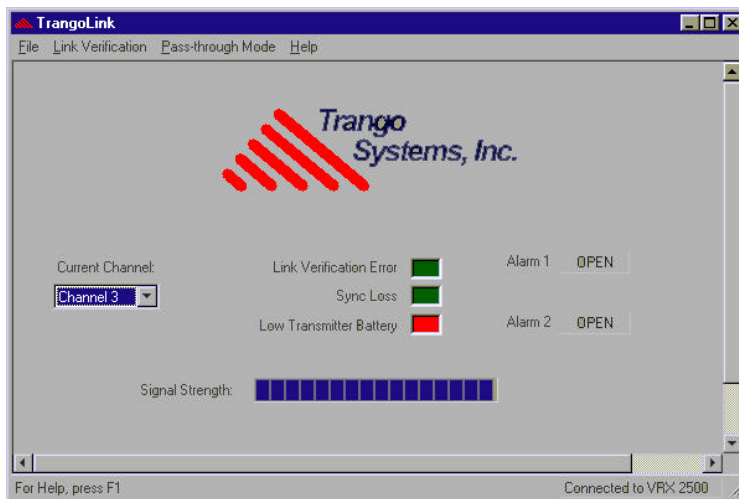 TrangoLink
File Link Verification Pass-through Mode Help
Trango
Systems, Inc.
Current Channel:
Channel 3
Link Verification Error
Sync Loss
Low Transmitter Battery
Alarm 1 OPEN
Alarm 2 OPEN
Signal Strength:
For Help, press F1
Connected to VRX 2500